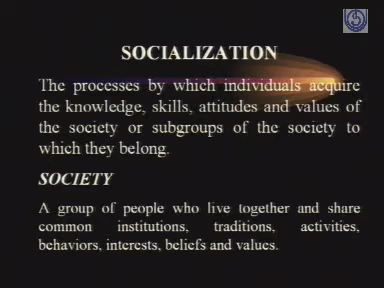 SOCIALIZATION
The processes by which individuals acquire
the knowledge, skills, attitudes and values of
the society or subgroups of the society to
which they belong.
SOCIETY
A group of people who live together and share
common institutions, traditions, activities,
behaviors, interests, beliefs and values.